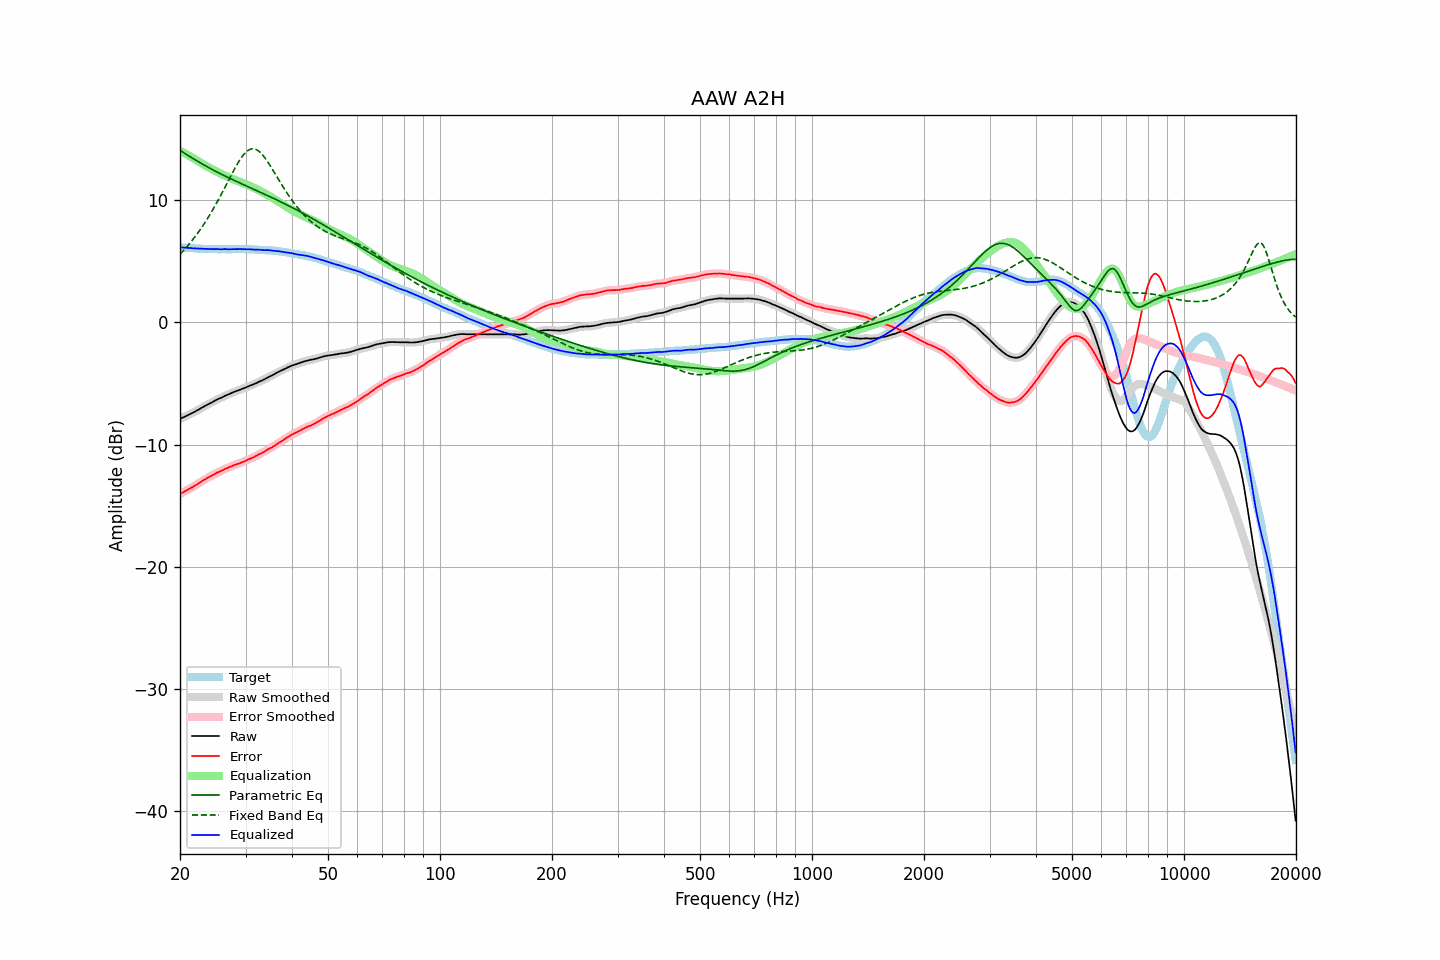 AAW A2H
Amplitude (dBr)
10
0
−10
−20
−30
−40
Target
Raw Smoothed
Error Smoothed
Raw
Error
Equalization
Parametric Eq
Fixed Band Eq
Equalized
20 50 100 200 500 1000 2000 5000 10000 20000
Frequency (Hz)